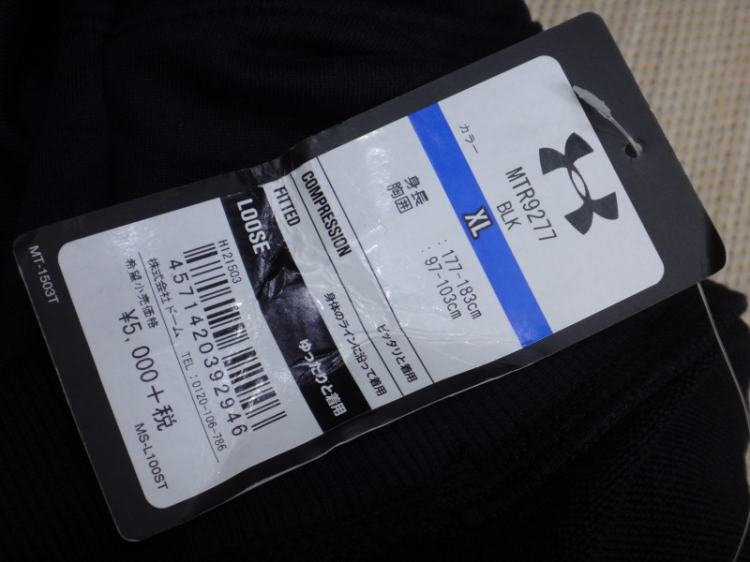 MTR9277
カラー
BLK
XL
身長 : 177-183cm
胸囲 : 97-103cm
COMPRESSION
ピッタリと着用
FITTED
身体のラインに沿って着用
LOOSE
ゆったりと着用
HI21503
4571420392946
株式会社ドーム TEL:0120-106-786
希望小売価格
¥5,000+税
MT-1503T
MS-L100ST